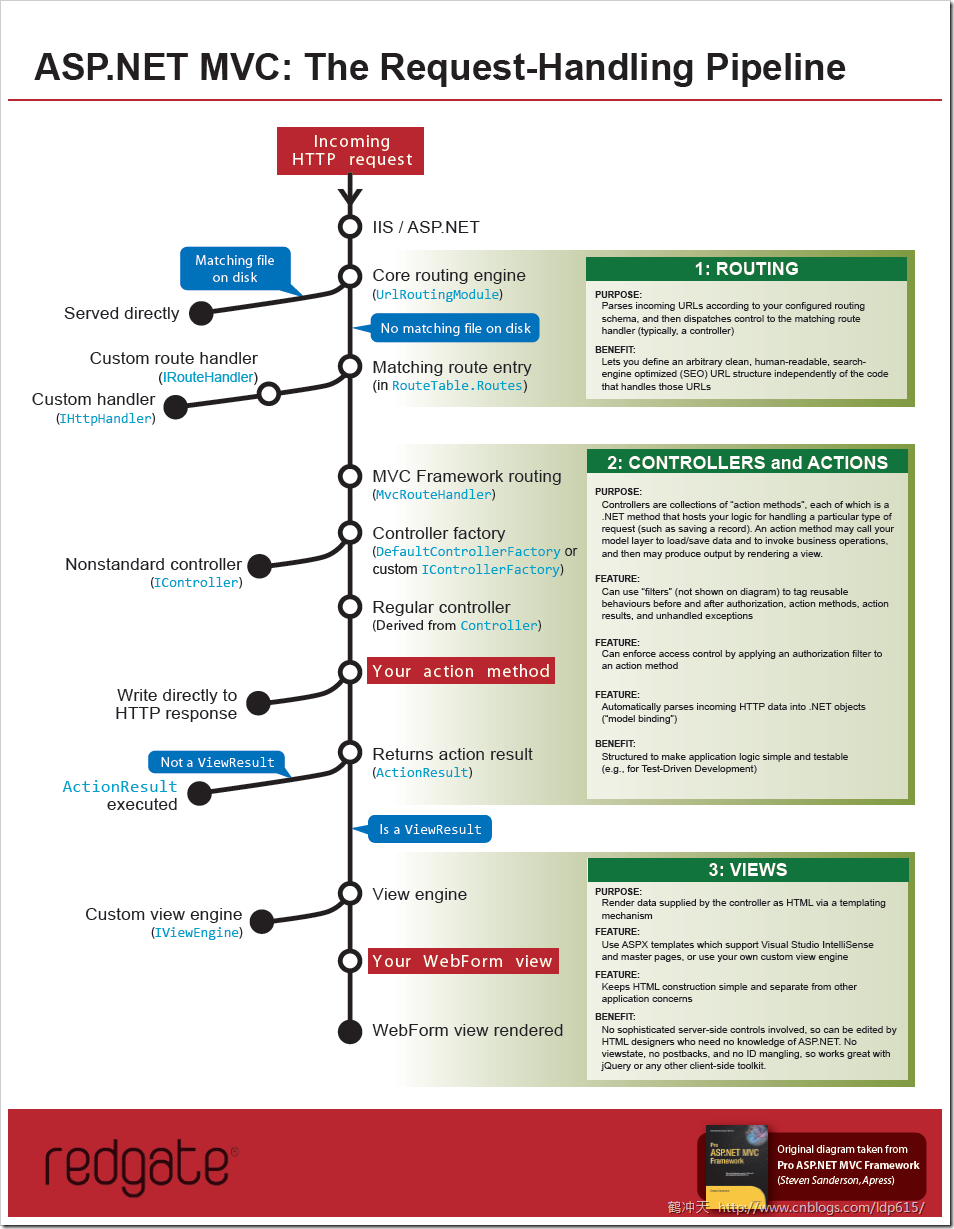 ASP.NET MVC: The Request-Handling Pipeline
Incoming
HTTP request
IIS / ASP.NET
Matching file
on disk
Core routing engine
(UrlRoutingModule)
Served directly
No matching file on disk
Custom route handler
(IRouteHandler)
Matching route entry
(in RouteTable.Routes)
Custom handler
(IHttpHandler)
1: ROUTING
PURPOSE:
Parses incoming URLs according to your configured routing
schema, and then dispatches control to the matching route
handler (typically, a controller)
BENEFIT:
Lets you define an arbitrary clean, human-readable, search-
engine optimized (SEO) URL structure independently of the code
that handles those URLs
MVC Framework routing
(MvcRouteHandler)
Controller factory
(DefaultControllerFactory or
custom IControllerFactory)
Nonstandard controller
(IController)
Regular controller
(Derived from Controller)
Your action method
Write directly to
HTTP response
Returns action result
(ActionResult)
Not a ViewResult
ActionResult
executed
Is a ViewResult
2: CONTROLLERS and ACTIONS
PURPOSE:
Controllers are collections of “action methods”, each of which is a
.NET method that hosts your logic for handling a particular type of
request (such as saving a record). An action method may call your
model layer to load/save data and to invoke business operations,
and then may produce output by rendering a view.
FEATURE:
Can use “filters” (not shown on diagram) to tag reusable
behaviours before and after authorization, action methods, action
results, and unhandled exceptions
FEATURE:
Can enforce access control by applying an authorization filter to
an action method
FEATURE:
Automatically parses incoming HTTP data into .NET objects
("model binding")
BENEFIT:
Structured to make application logic simple and testable
(e.g., for Test-Driven Development)
View engine
Custom view engine
(IViewEngine)
Your WebForm view
WebForm view rendered
3: VIEWS
PURPOSE:
Render data supplied by the controller as HTML via a templating
mechanism
FEATURE:
Use ASPX templates which support Visual Studio IntelliSense
and master pages, or use your own custom view engine
FEATURE:
Keeps HTML construction simple and separate from other
application concerns
BENEFIT:
No sophisticated server-side controls involved, so can be edited by
HTML designers who need no knowledge of ASP.NET. No
viewstate, no postbacks, and no ID mangling, so works great with
jQuery or any other client-side toolkit.
redgate®
Pro
ASP.NET MVC
Framework
Original diagram taken from
Pro ASP.NET MVC Framework
(Steven Sanderson, Apress)
鹤冲天 http://www.cnblogs.com/ldp615/